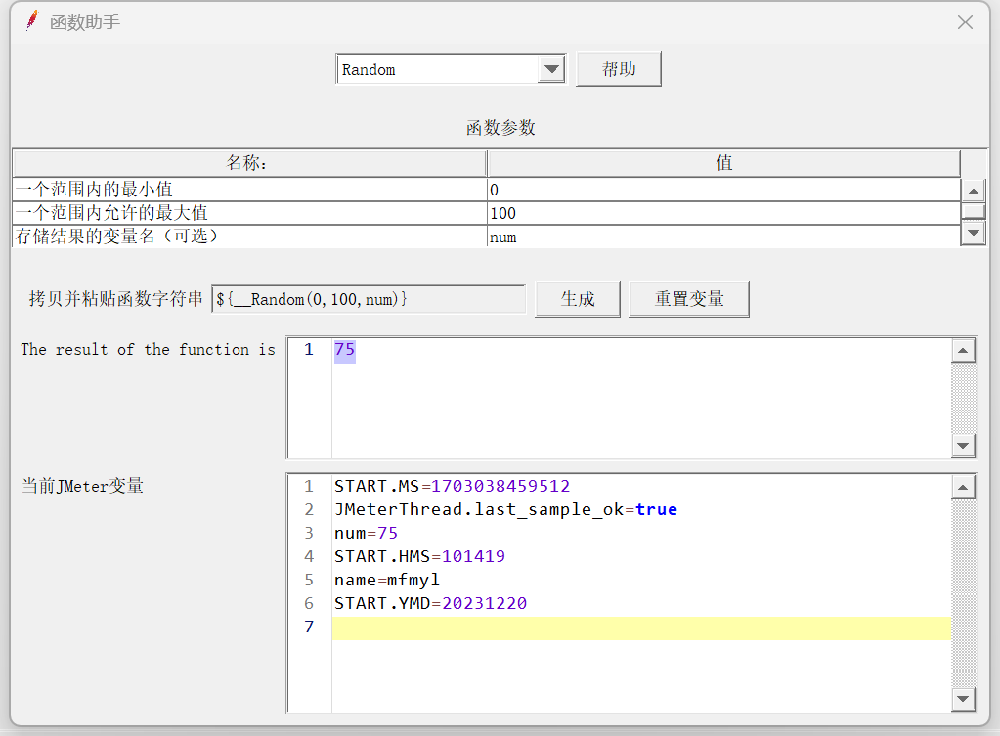 函数助手
Random 帮助
函数参数
名称: 值
一个范围内的最小值 0
一个范围内允许的最大值 100
存储结果的变量名（可选） num
拷贝并粘贴函数字符串 ${__Random(0,100,num)} 生成 重置变量
The result of the function is 1 75
当前JMeter变量 1 START.MS=1703038459512
2 JMeterThread.last_sample_ok=true
3 num=75
4 START.HMS=101419
5 name=mfmyl
6 START.YMD=20231220
7